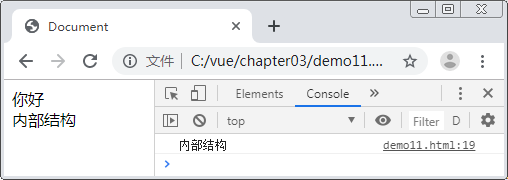 Document
文件 C:/vue/chapter03/demo11....
你好
内部结构
Elements Console
top Filter D
内部结构 demo11.html:19